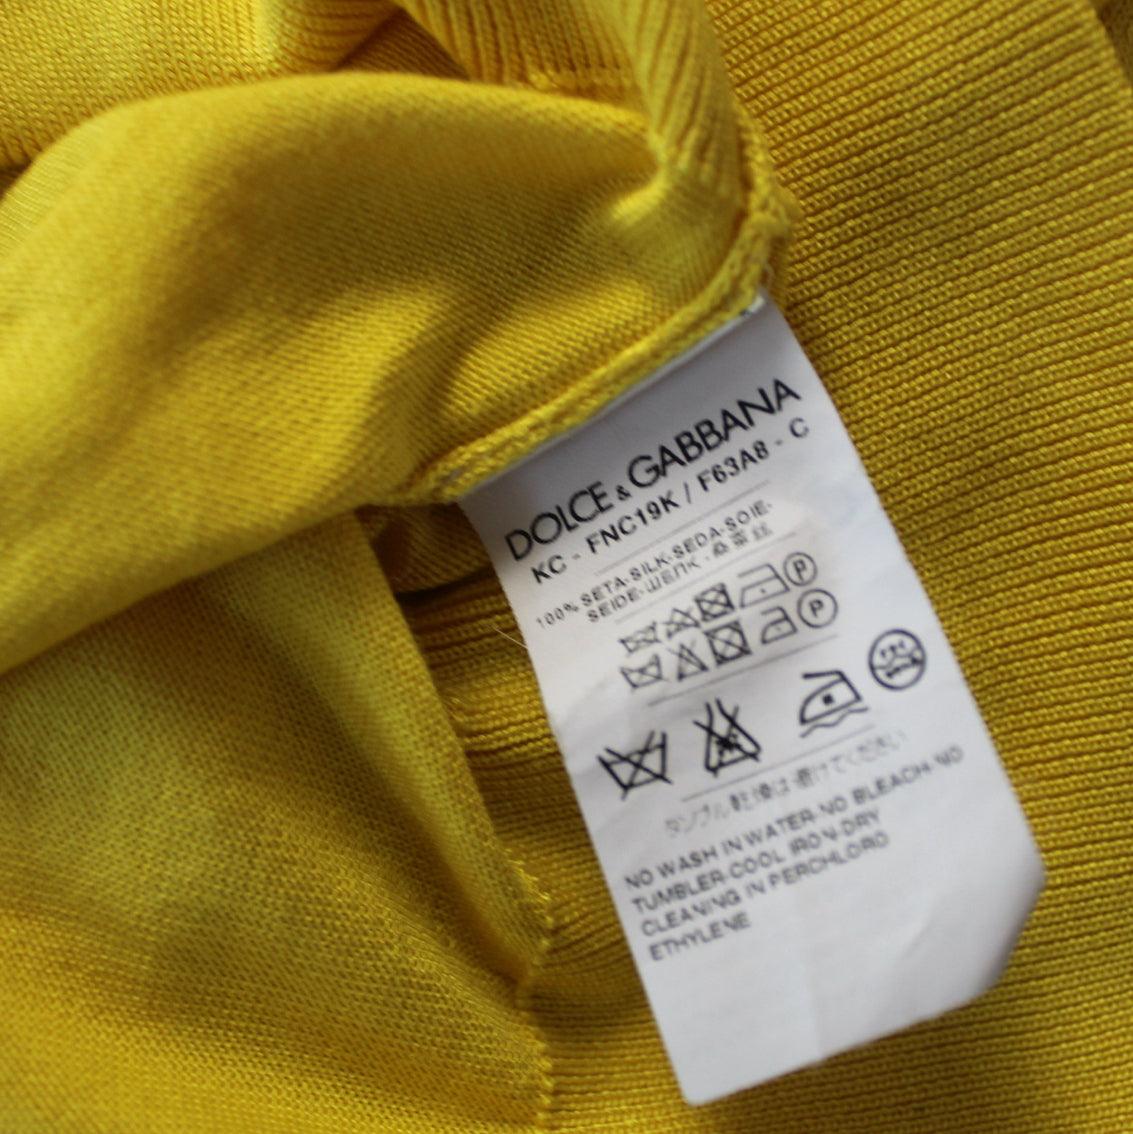 DOLCE & GABBANA
KC - FNC19K / F63A8 - C
100% SETA-SILK-SEDA-SOIE-
SEIDE-ШЕЛК-桑蚕丝
P
P
タンブル乾燥は避けてください
NO WASH IN WATER-NO BLEACH-NO
TUMBLER-COOL IRON-DRY
CLEANING IN PERCHLORO
ETHYLENE